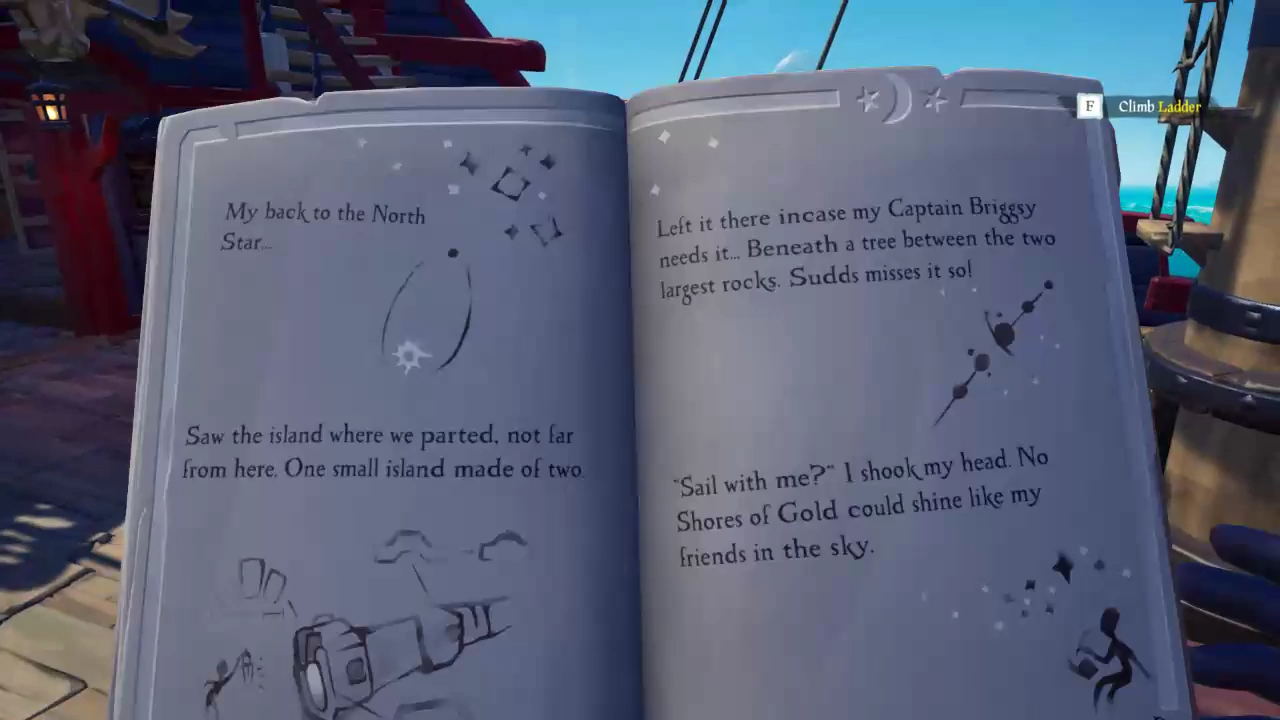 My back to the North
Star...
Saw the island where we parted, not far
from here. One small island made of two.
Left it there incase my Captain Briggsy
needs it... Beneath a tree between the two
largest rocks. Sudds misses it so!
"Sail with me?" I shook my head. No
Shores of Gold could shine like my
friends in the sky.
F Climb Ladder